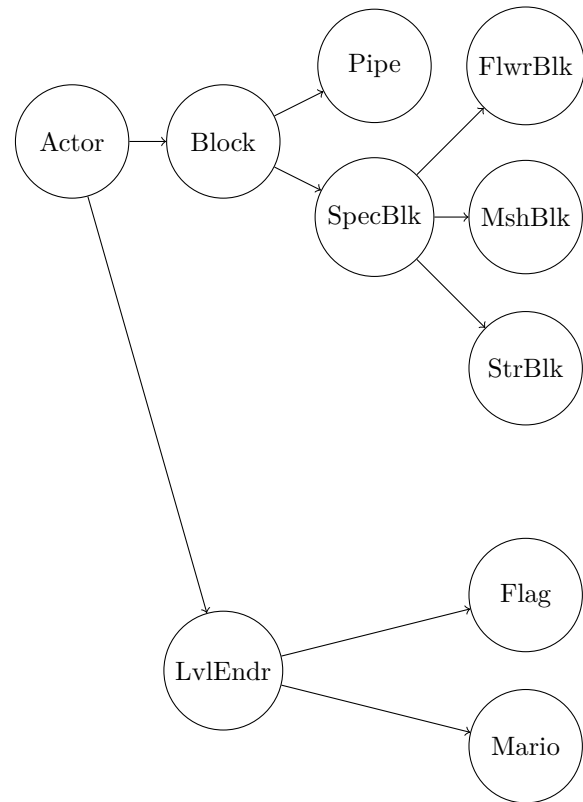 Pipe
FlwrBlk
Actor
Block
SpecBlk
MshBlk
StrBlk
Flag
LvlEndr
Mario